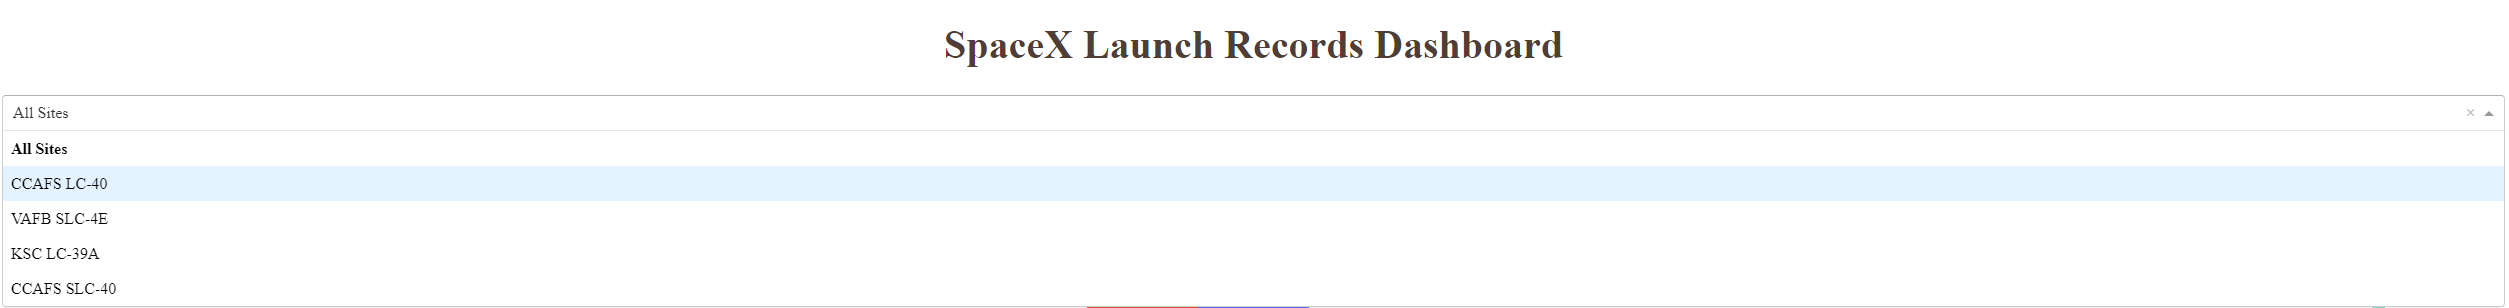 SpaceX Launch Records Dashboard
All Sites
All Sites
CCAFS LC-40
VAFB SLC-4E
KSC LC-39A
CCAFS SLC-40